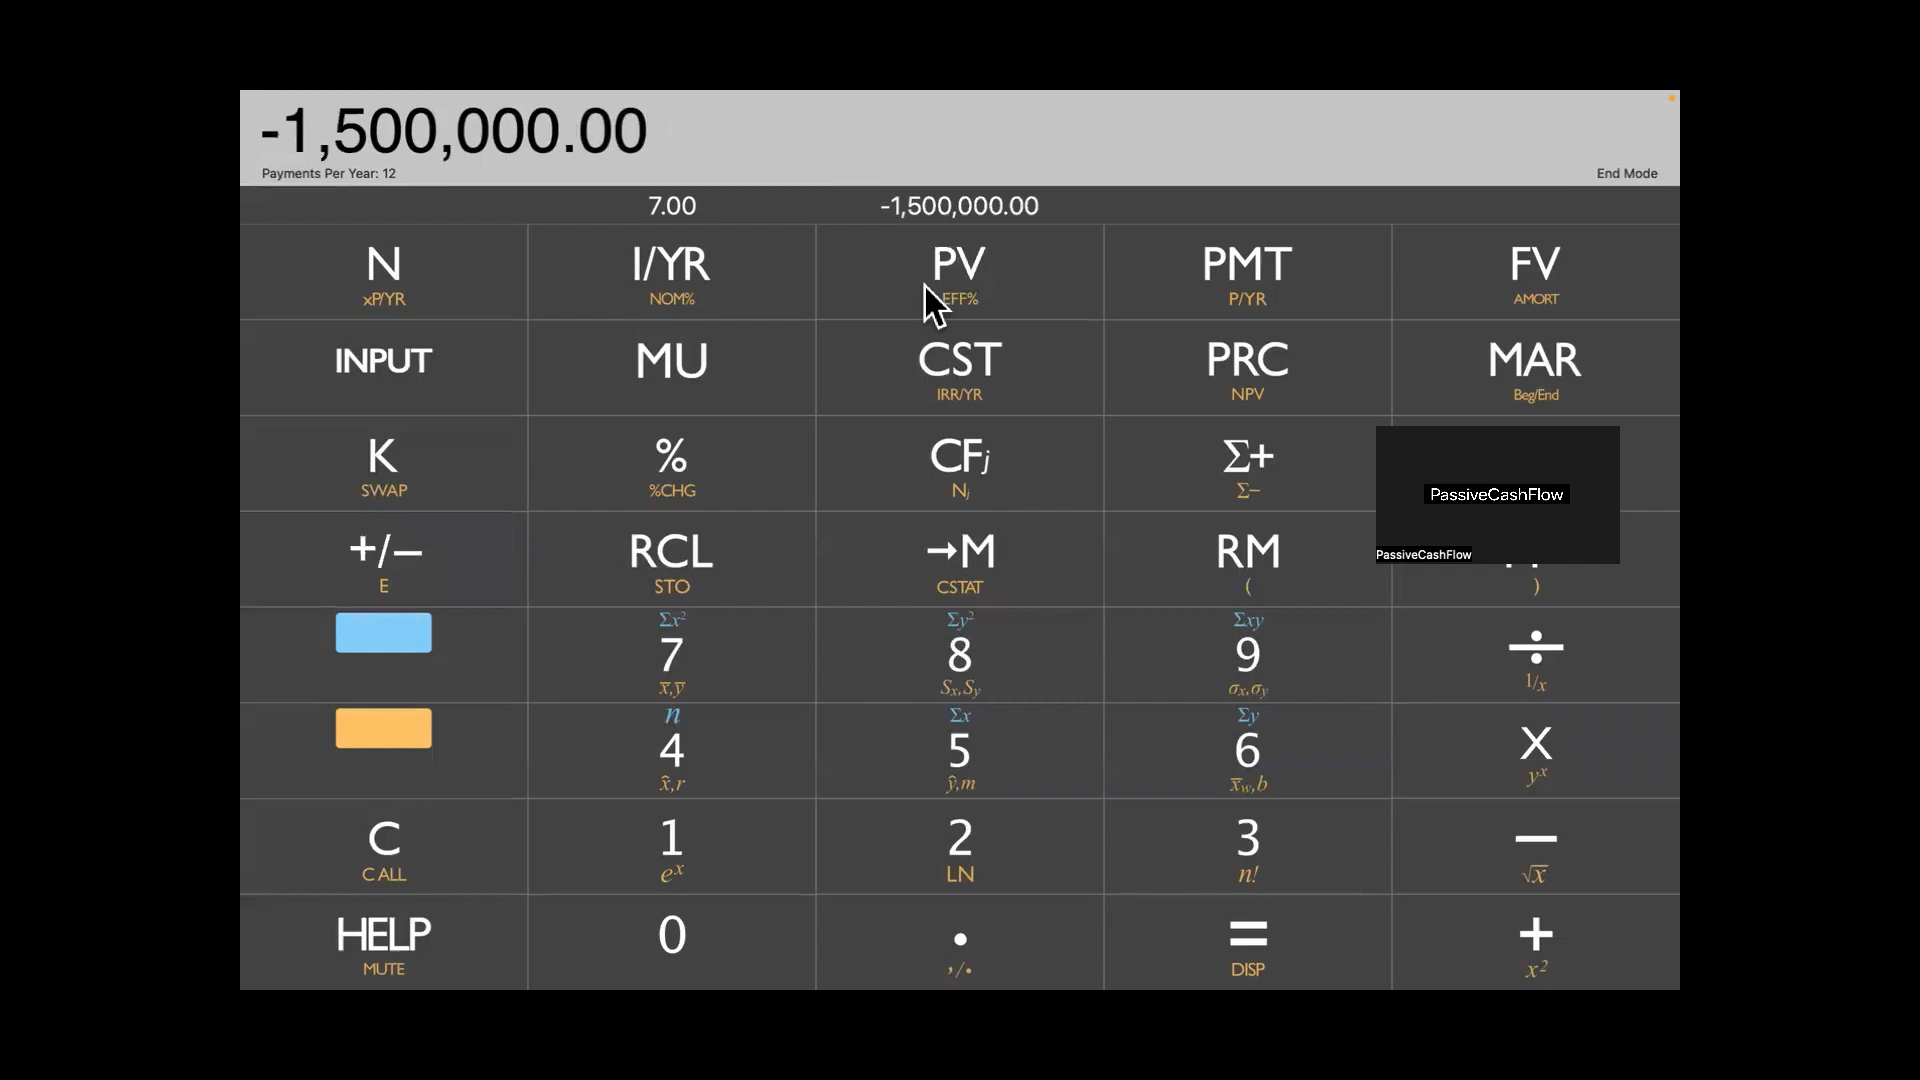 -1,500,000.00
Payments Per Year: 12 End Mode
7.00 -1,500,000.00
N I/YR PV PMT FV
xP/YR NOM% EFF% P/YR AMORT
INPUT MU CST PRC MAR
IRR/YR NPV Beg/End
K % CFj Σ+
SWAP %CHG Nj Σ−
PassiveCashFlow
PassiveCashFlow
+/− RCL →M RM
E STO CSTAT ( )
Σx² Σy² Σxy
7 8 9 ÷
x̅,y̅ Sx,Sy σx,σy 1/x
n Σx Σy
4 5 6 X
x̂,r ŷ,m x̅w,b yˣ
C 1 2 3 −
C ALL eˣ LN n! √x
HELP 0 . = +
MUTE ,/. DISP x²